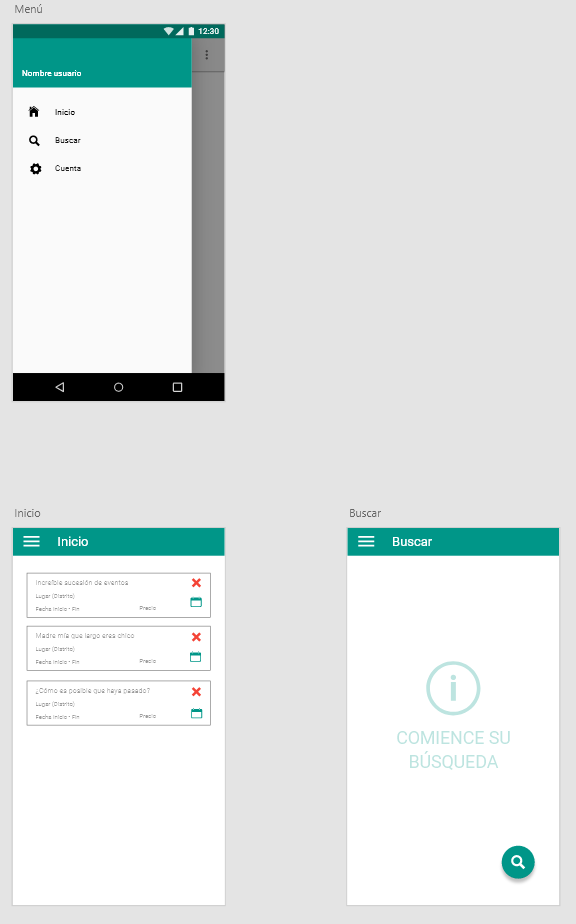 Menú
12:30
Nombre usuario
Inicio
Buscar
Cuenta
Inicio
Inicio
Increíble sucesión de eventos
Lugar (Distrito)
Fecha Inicio - Fin
Precio
Madre mía que largo eres chico
Lugar (Distrito)
Fecha Inicio - Fin
Precio
¿Cómo es posible que haya pasado?
Lugar (Distrito)
Fecha Inicio - Fin
Precio
Buscar
Buscar
COMIENCE SU
BÚSQUEDA